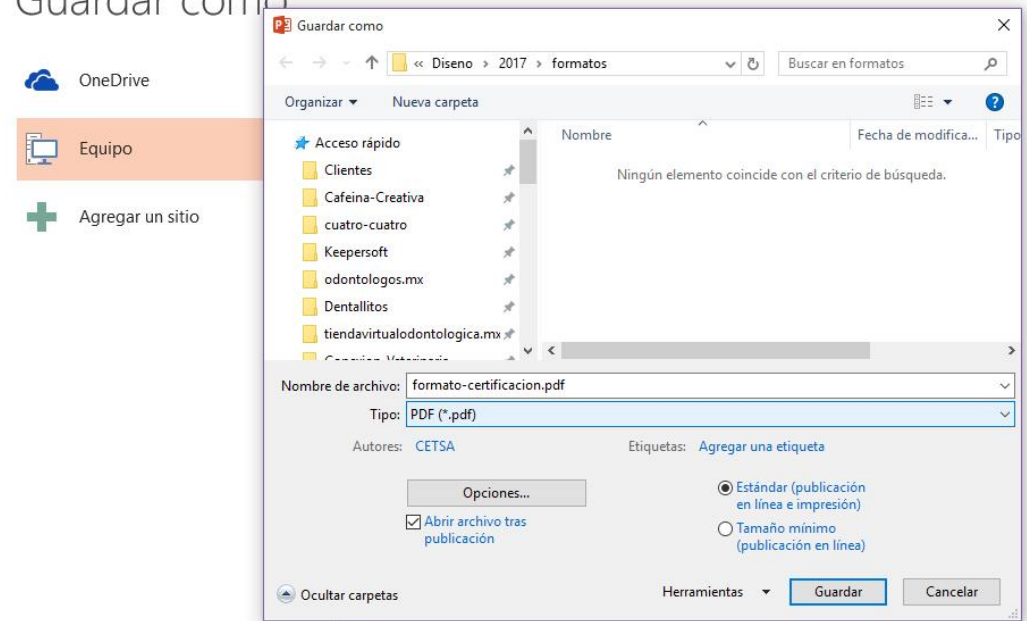 Guardar como
OneDrive
Equipo
Agregar un sitio
Guardar como
« Diseno › 2017 › formatos
Buscar en formatos
Organizar
Nueva carpeta
Acceso rápido
Clientes
Cafeina-Creativa
cuatro-cuatro
Keepersoft
odontologos.mx
Dentallitos
tiendavirtualodontologica.mx
Nombre
Fecha de modifica...
Tipo
Ningún elemento coincide con el criterio de búsqueda.
Nombre de archivo: formato-certificacion.pdf
Tipo: PDF (*.pdf)
Autores: CETSA
Etiquetas: Agregar una etiqueta
Opciones...
Abrir archivo tras
publicación
Estándar (publicación
en línea e impresión)
Tamaño mínimo
(publicación en línea)
Ocultar carpetas
Herramientas
Guardar
Cancelar